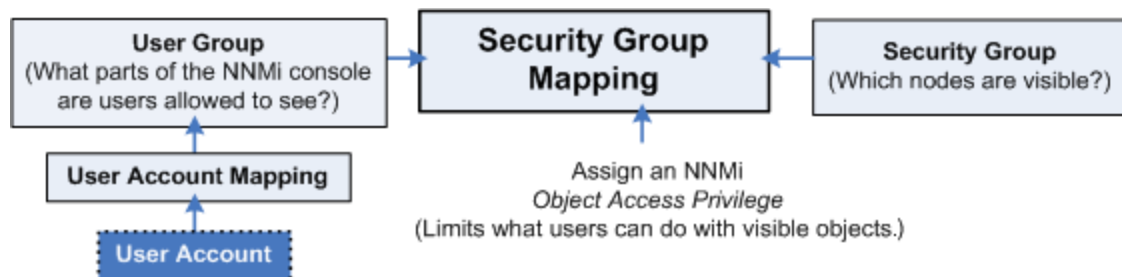 User Group
(What parts of the NNMi console
are users allowed to see?)
Security Group
Mapping
Security Group
(Which nodes are visible?)
User Account Mapping
User Account
Assign an NNMi
Object Access Privilege
(Limits what users can do with visible objects.)